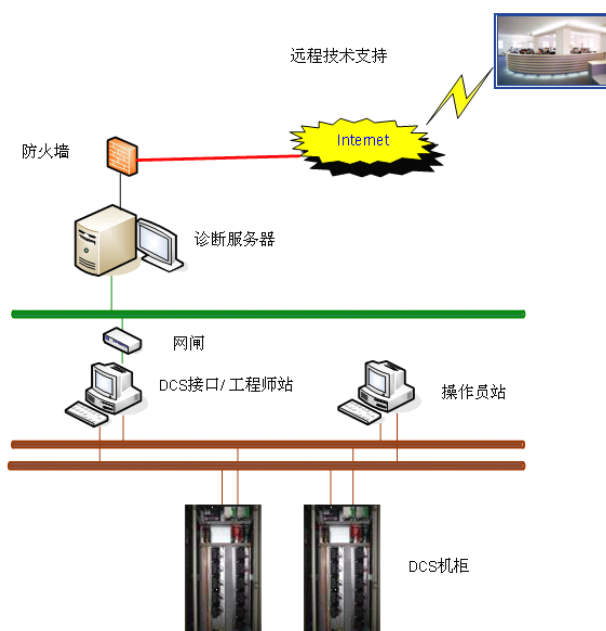 远程技术支持
Internet
防火墙
诊断服务器
网闸
DCS接口/工程师站
操作员站
DCS机柜